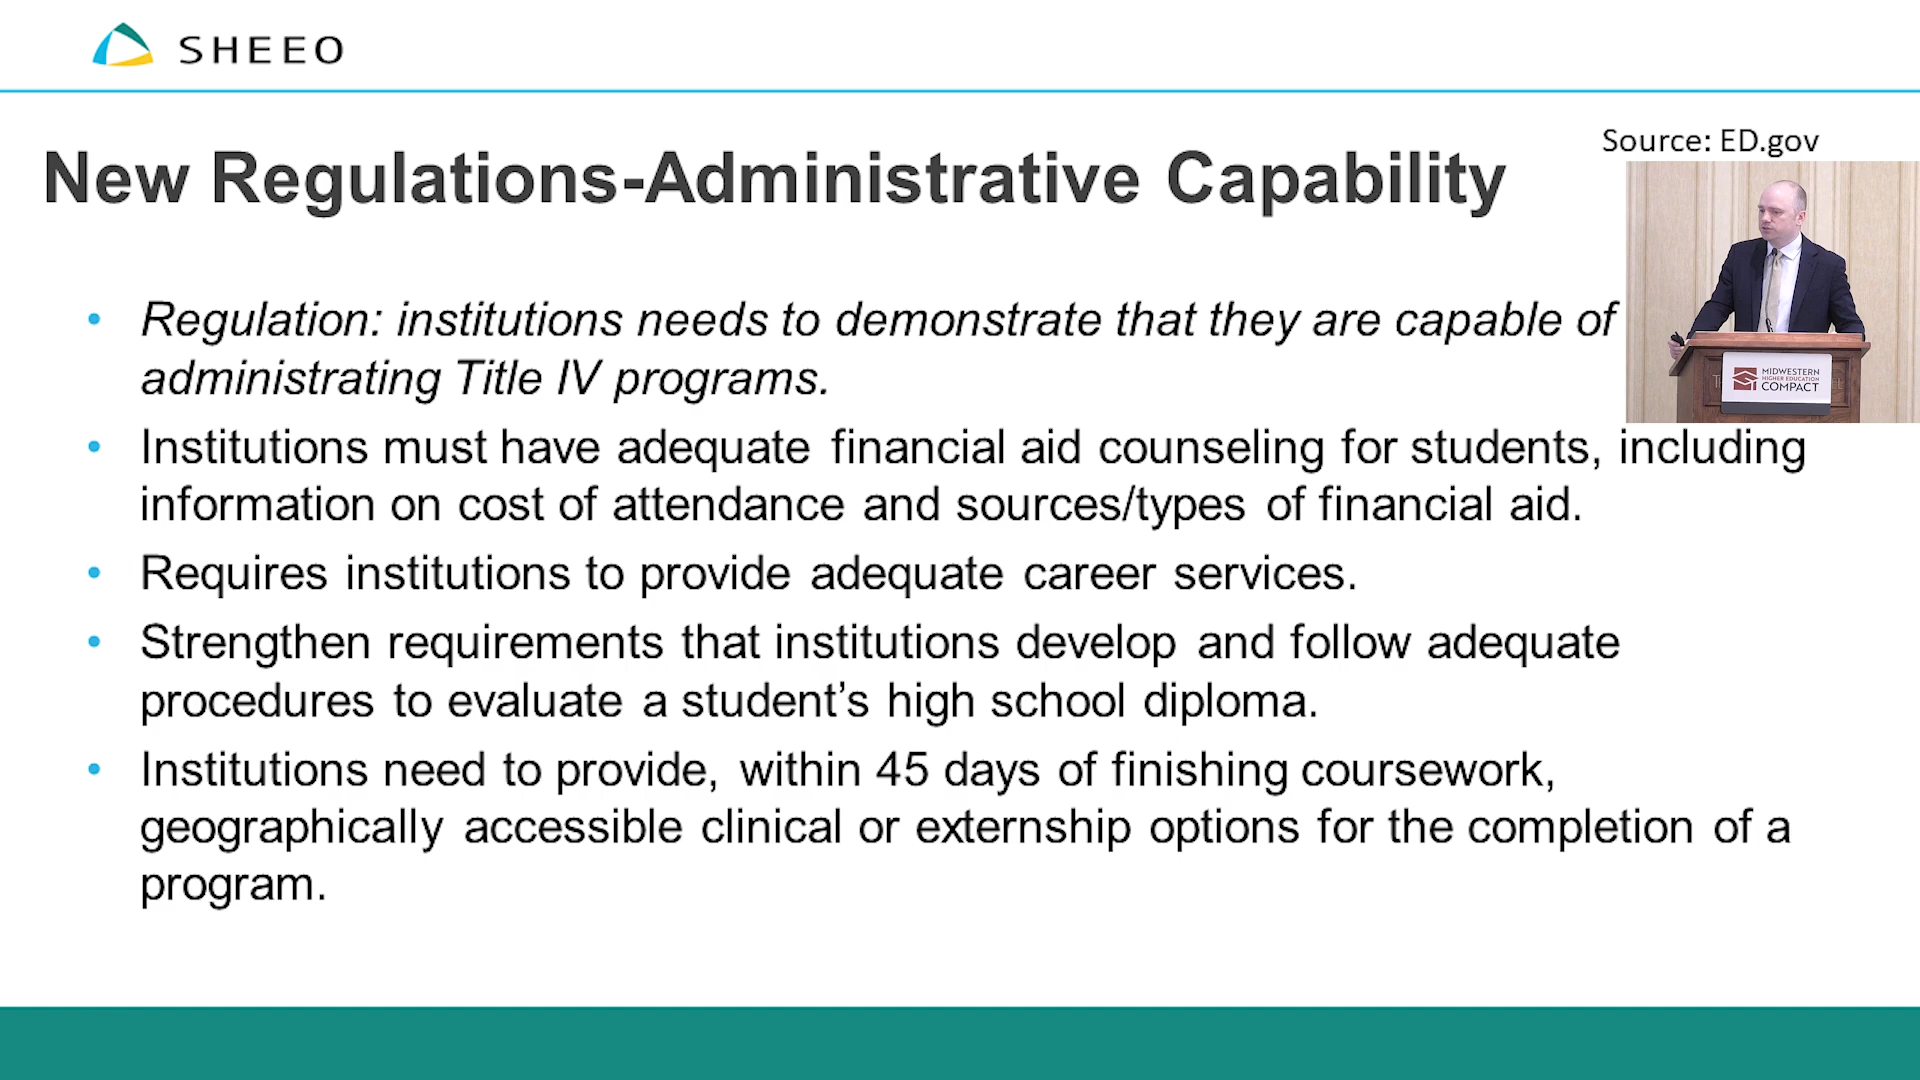 SHEEO
Source: ED.gov
New Regulations-Administrative Capability
• Regulation: institutions needs to demonstrate that they are capable of
administrating Title IV programs.
MIDWESTERN
HIGHER EDUCATION
COMPACT
• Institutions must have adequate financial aid counseling for students, including
information on cost of attendance and sources/types of financial aid.
• Requires institutions to provide adequate career services.
• Strengthen requirements that institutions develop and follow adequate
procedures to evaluate a student’s high school diploma.
• Institutions need to provide, within 45 days of finishing coursework,
geographically accessible clinical or externship options for the completion of a
program.